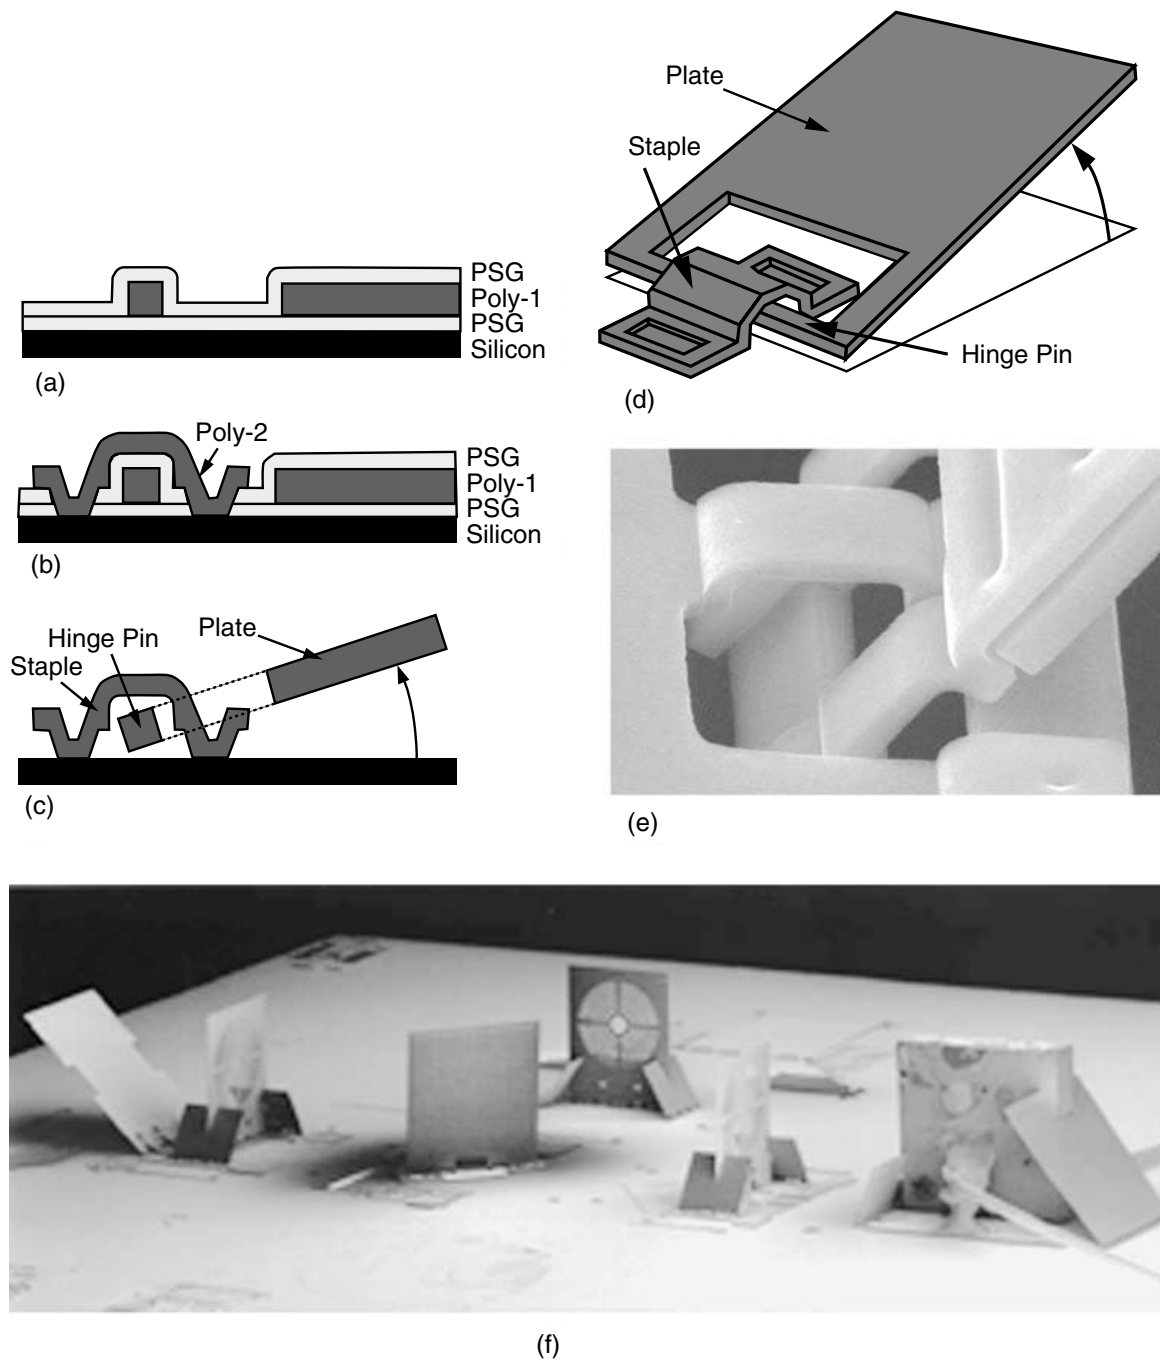 PSG
Poly-1
PSG
Silicon
(a)
Poly-2
PSG
Poly-1
PSG
Silicon
(b)
Hinge Pin
Plate
Staple
(c)
Plate
Staple
Hinge Pin
(d)
(e)
(f)